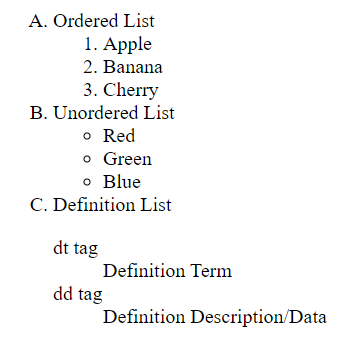 A. Ordered List
1. Apple
2. Banana
3. Cherry
B. Unordered List
○ Red
○ Green
○ Blue
C. Definition List
dt tag
Definition Term
dd tag
Definition Description/Data